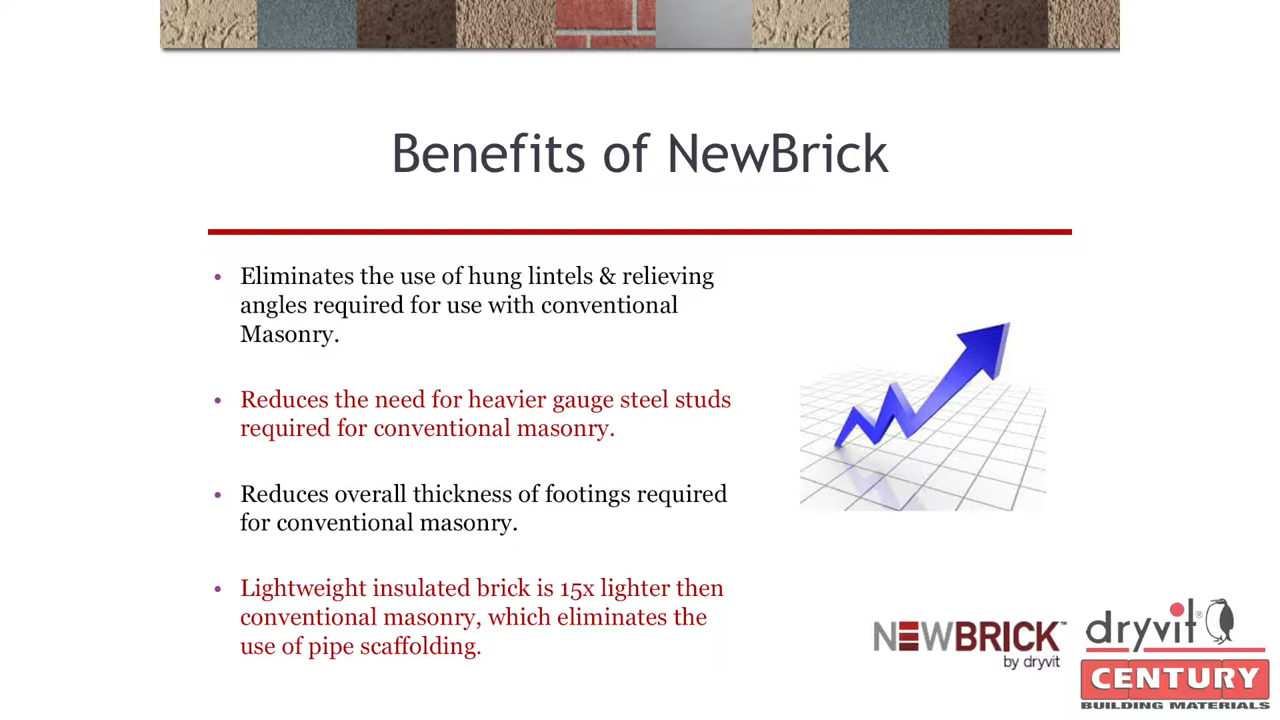 Benefits of NewBrick
• Eliminates the use of hung lintels & relieving
angles required for use with conventional
Masonry.
• Reduces the need for heavier gauge steel studs
required for conventional masonry.
• Reduces overall thickness of footings required
for conventional masonry.
• Lightweight insulated brick is 15x lighter then
conventional masonry, which eliminates the
use of pipe scaffolding.
NEWBRICK™
by dryvit
dryvit®
CENTURY
BUILDING MATERIALS